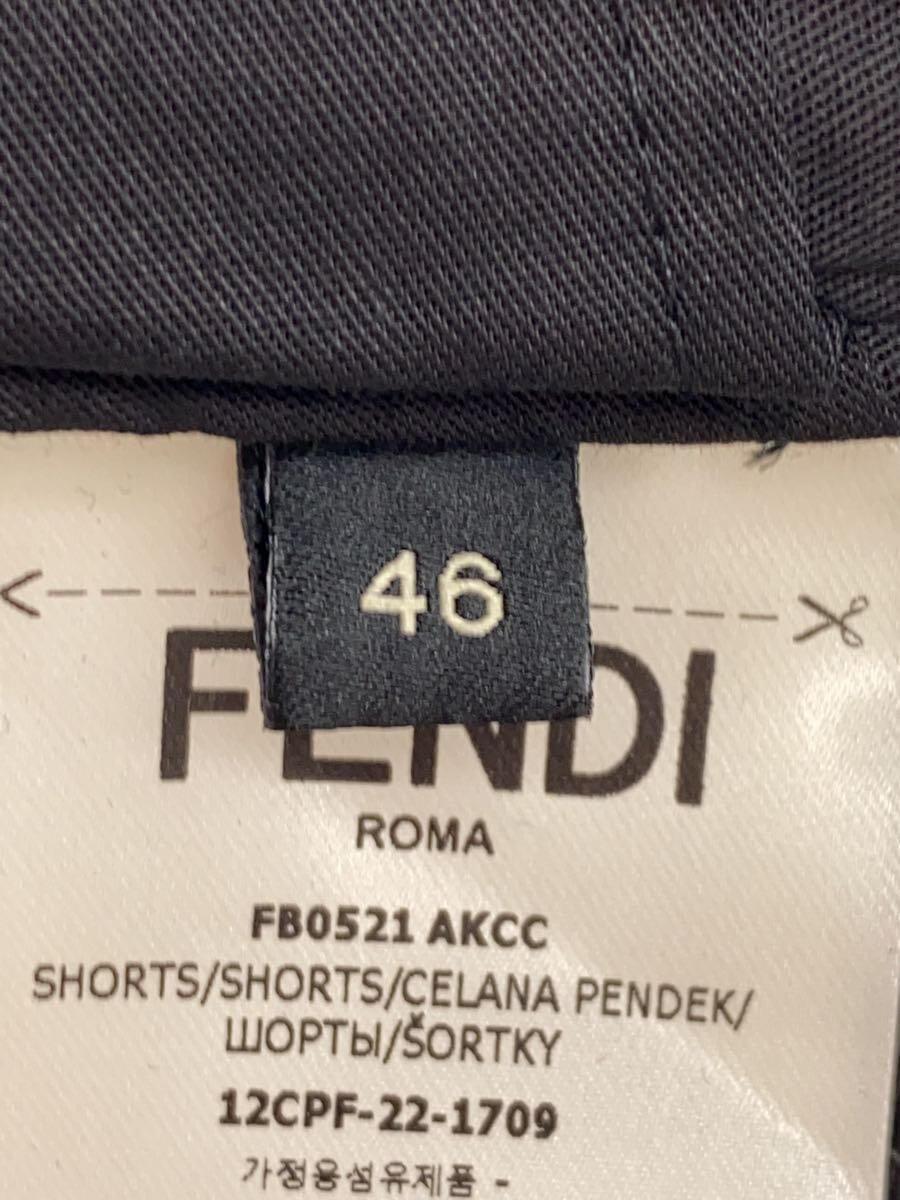 46
FENDI
ROMA
FB0521 AKCC
SHORTS/SHORTS/CELANA PENDEK/
ШОРТЫ/ŠORTKY
12CPF-22-1709
가정용섬유제품 -